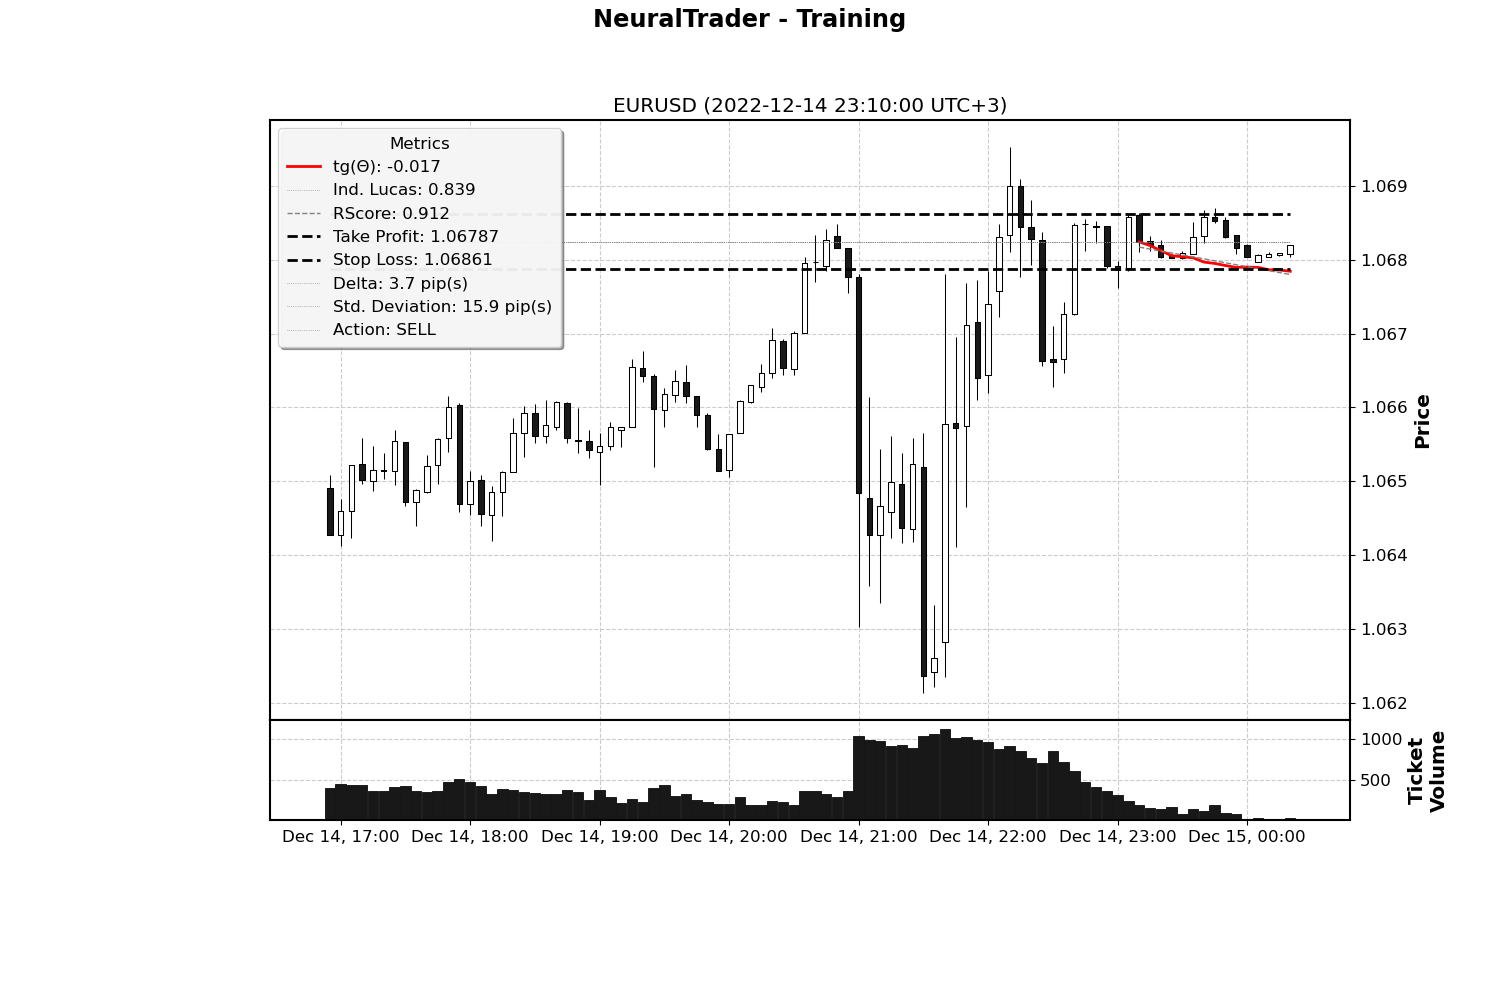 NeuralTrader - Training
EURUSD (2022-12-14 23:10:00 UTC+3)
Metrics
tg(Θ): -0.017
Ind. Lucas: 0.839
RScore: 0.912
Take Profit: 1.06787
Stop Loss: 1.06861
Delta: 3.7 pip(s)
Std. Deviation: 15.9 pip(s)
Action: SELL
1.069
1.068
1.067
1.066
1.065
1.064
1.063
1.062
Price
1000
500
Ticket
Volume
Dec 14, 17:00
Dec 14, 18:00
Dec 14, 19:00
Dec 14, 20:00
Dec 14, 21:00
Dec 14, 22:00
Dec 14, 23:00
Dec 15, 00:00